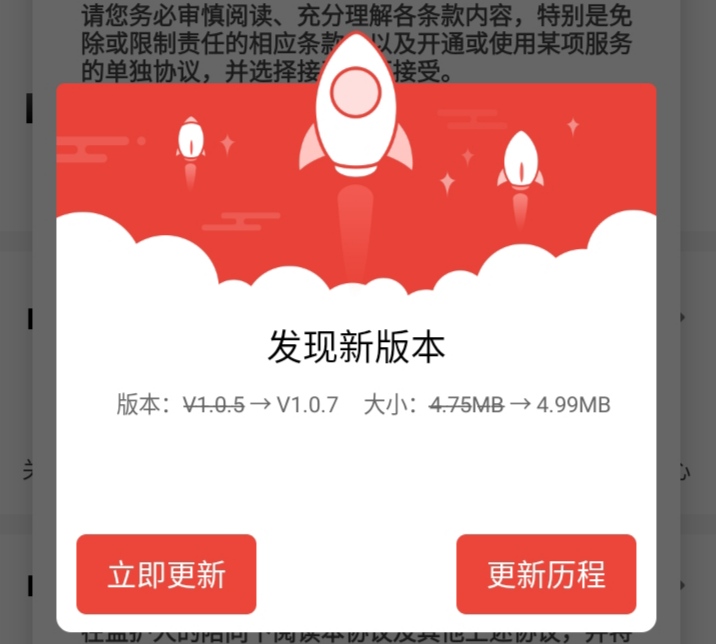 请您务必审慎阅读、充分理解各条款内容，特别是免
除或限制责任的相应条款 以及开通或使用某项服务
的单独协议，并选择接 接受。
发现新版本
版本：V1.0.5→V1.0.7 大小：4.75MB→4.99MB
立即更新 更新历程